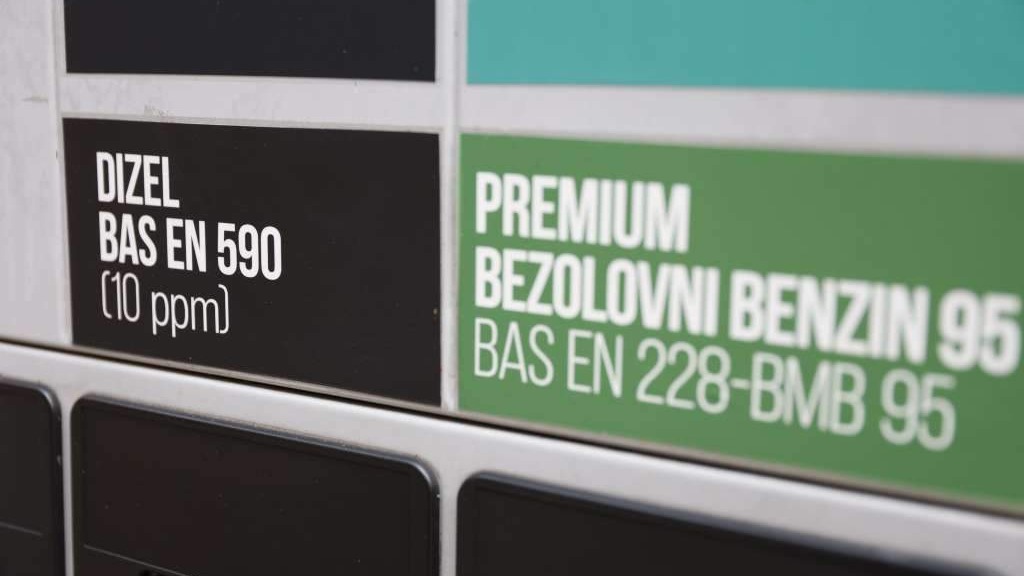 DIZEL
BAS EN 590
(10 ppm)
PREMIUM
BEZOLOVNI BENZIN 95
BAS EN 228-BMB 95